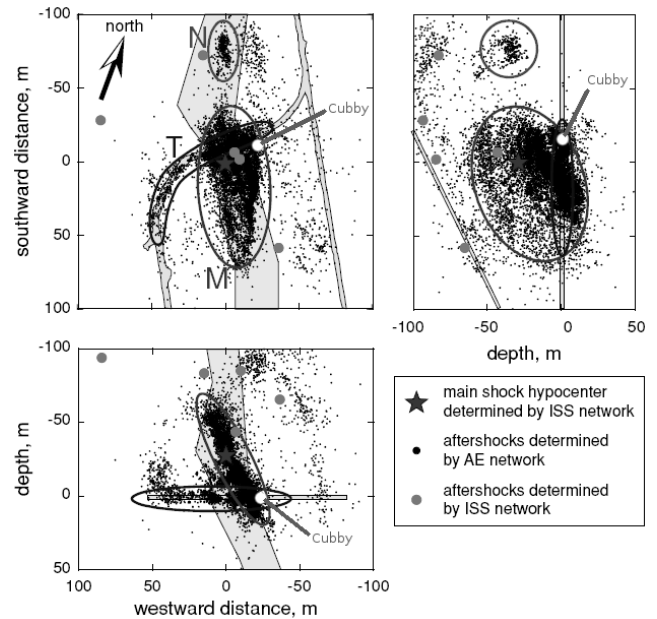 -100
-50
0
50
100
southward distance, m
north
N
T
M
Cubby
-100
-50
0
50
depth, m
Cubby
-100
-50
0
50
depth, m
100
50
0
-50
-100
westward distance, m
Cubby
main shock hypocenter
determined by ISS network
aftershocks determined
by AE network
aftershocks determined
by ISS network